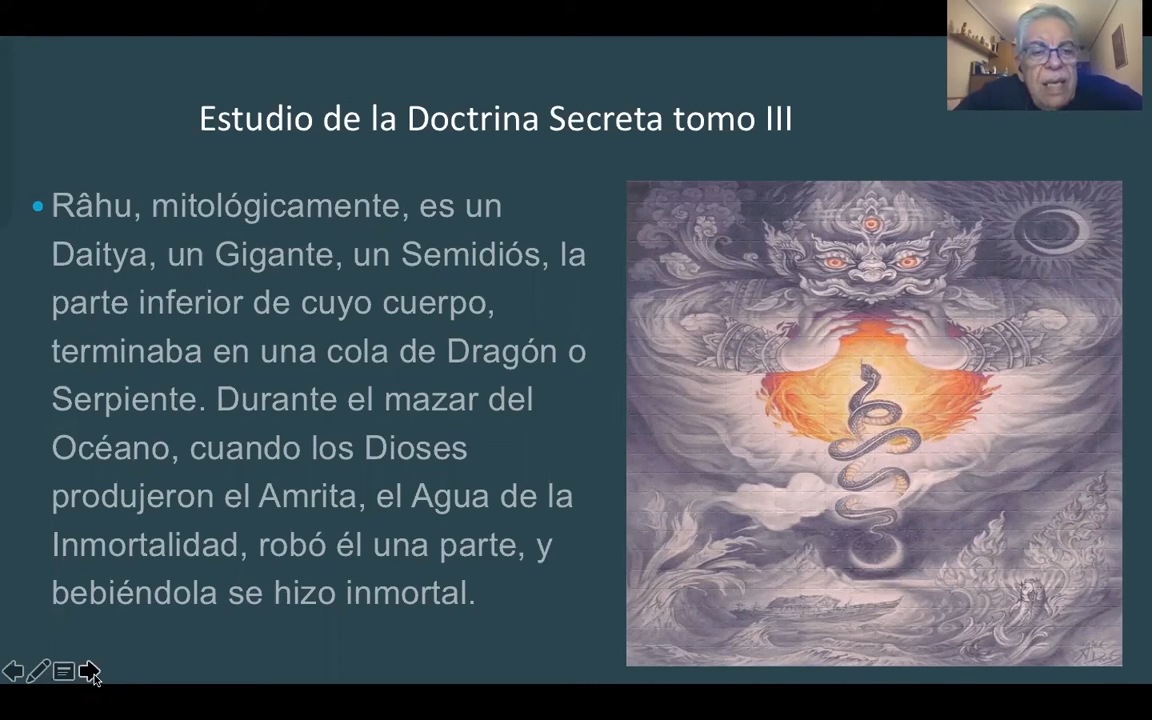 Estudio de la Doctrina Secreta tomo III
Râhu, mitológicamente, es un
Daitya, un Gigante, un Semidiós, la
parte inferior de cuyo cuerpo,
terminaba en una cola de Dragón o
Serpiente. Durante el mazar del
Océano, cuando los Dioses
produjeron el Amrita, el Agua de la
Inmortalidad, robó él una parte, y
bebiéndola se hizo inmortal.